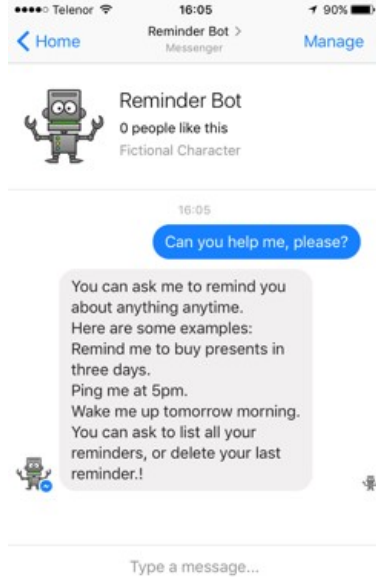 Telenor 16:05 90%
Home Reminder Bot > Manage
Messenger
Reminder Bot
0 people like this
Fictional Character
16:05
Can you help me, please?
You can ask me to remind you
about anything anytime.
Here are some examples:
Remind me to buy presents in
three days.
Ping me at 5pm.
Wake me up tomorrow morning.
You can ask to list all your
reminders, or delete your last
reminder.!
Type a message...